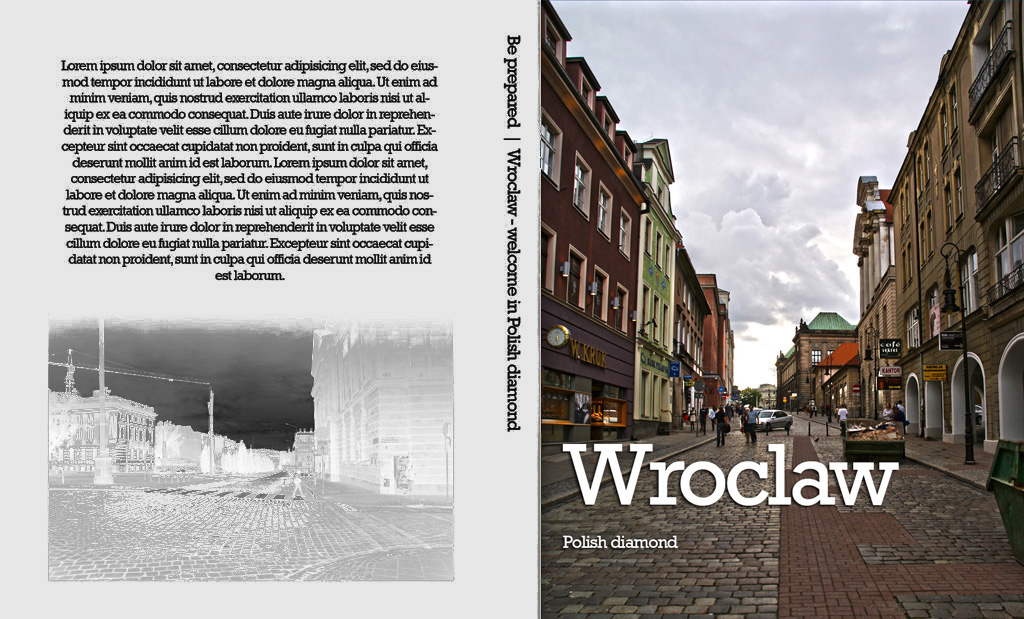 Lorem ipsum dolor sit amet, consectetur adipisicing elit, sed do eius-
mod tempor incididunt ut labore et dolore magna aliqua. Ut enim ad
minim veniam, quis nostrud exercitation ullamco laboris nisi ut al-
iquip ex ea commodo consequat. Duis aute irure dolor in reprehen-
derit in voluptate velit esse cillum dolore eu fugiat nulla pariatur. Ex-
cepteur sint occaecat cupidatat non proident, sunt in culpa qui officia
deserunt mollit anim id est laborum. Lorem ipsum dolor sit amet,
consectetur adipisicing elit, sed do eiusmod tempor incididunt ut
labore et dolore magna aliqua. Ut enim ad minim veniam, quis nos-
trud exercitation ullamco laboris nisi ut aliquip ex ea commodo con-
sequat. Duis aute irure dolor in reprehenderit in voluptate velit esse
cillum dolore eu fugiat nulla pariatur. Excepteur sint occaecat cupi-
datat non proident, sunt in culpa qui officia deserunt mollit anim id
est laborum.
Be prepared | Wroclaw - welcome in Polish diamond
W.KRUK
café
KANTOR
Wroclaw
Polish diamond